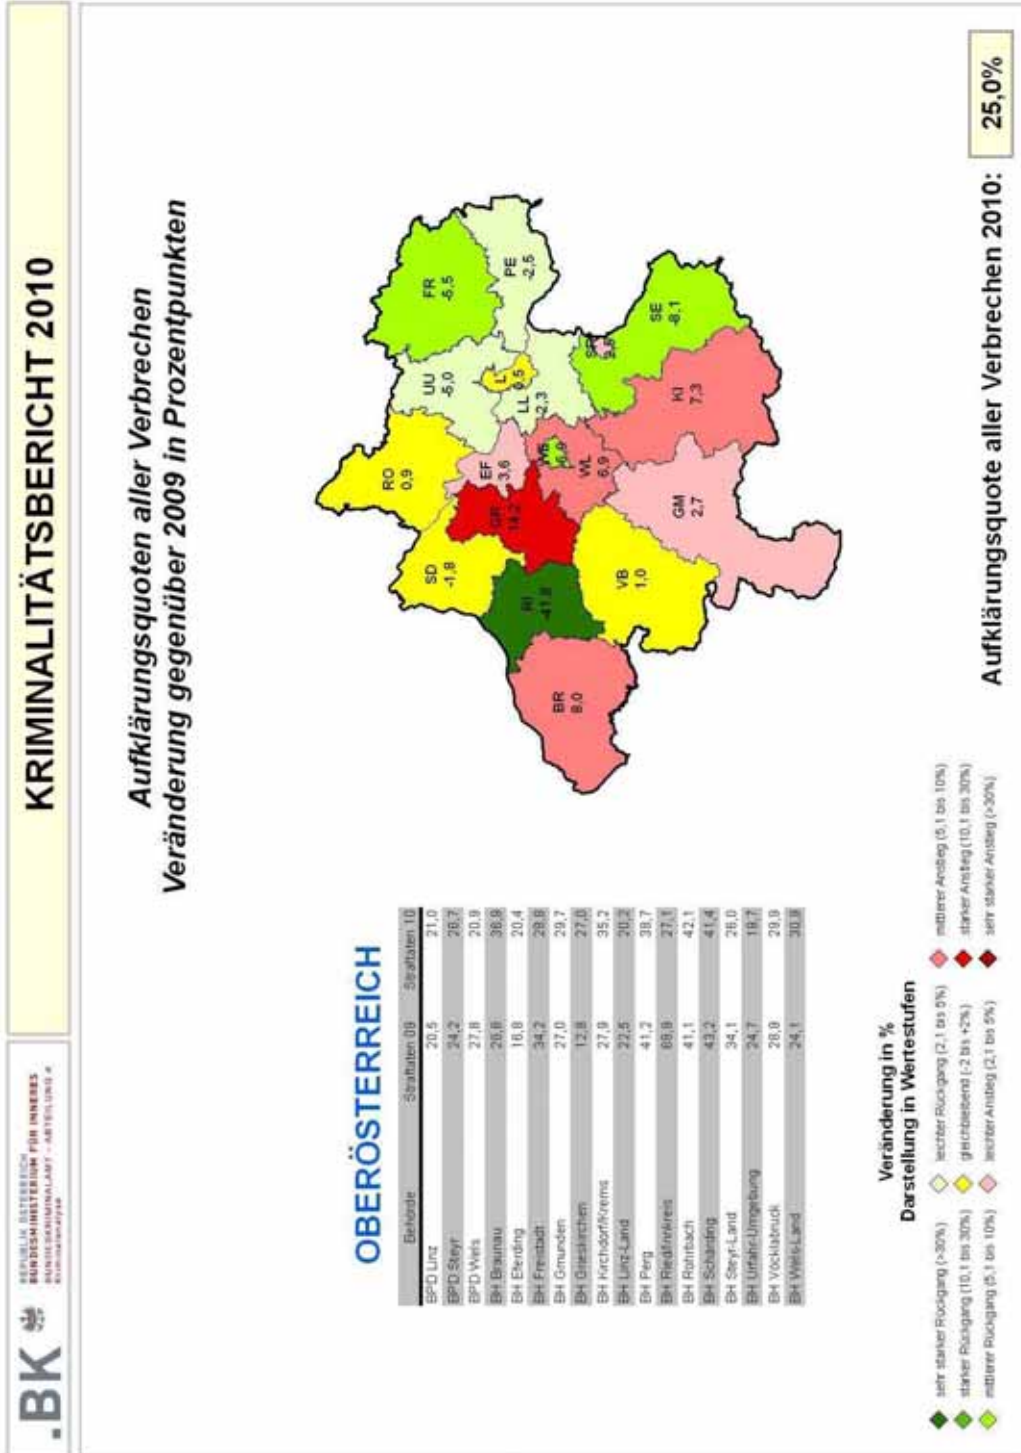 .BK
REPUBLIK ÖSTERREICH
BUNDESMINISTERIUM FÜR INNERES
BUNDESKRIMINALAMT - ABTEILUNG 4
Kriminalanalyse
KRIMINALITÄTSBERICHT 2010
Aufklärungsquoten aller Verbrechen
Veränderung gegenüber 2009 in Prozentpunkten
OBERÖSTERREICH
Behörde Straftaten 09 Straftaten 10
BPD Linz 20,5 21,0
BPD Steyr 24,2 26,7
BPD Wels 27,8 20,9
BH Braunau 28,8 36,9
BH Eferding 16,8 20,4
BH Freistadt 34,2 28,8
BH Gmunden 27,0 29,7
BH Grieskirchen 12,8 27,0
BH Kirchdorf/Krems 27,9 35,2
BH Linz-Land 22,5 20,2
BH Perg 41,2 38,7
BH Ried/Innkreis 68,9 27,1
BH Rohrbach 41,1 42,1
BH Schärding 43,2 41,4
BH Steyr-Land 34,1 26,0
BH Urfahr-Umgebung 24,7 19,7
BH Vöcklabruck 28,9 29,9
BH Wels-Land 24,1 30,9
RO
0,9
FR
-5,5
SD
-1,8
UU
-5,0
PE
-2,5
EF
3,6
GR
14,2
L
0,5
LL
-2,3
RI
-41,8
WE
-6,9
WL
6,9
SR
SE
-8,1
BR
8,0
VB
1,0
GM
2,7
KI
7,3
Veränderung in %
Darstellung in Wertestufen
sehr starker Rückgang (>30%)
starker Rückgang (10,1 bis 30%)
mittlerer Rückgang (5,1 bis 10%)
leichter Rückgang (2,1 bis 5%)
gleichbleibend (-2 bis +2%)
leichter Anstieg (2,1 bis 5%)
mittlerer Anstieg (5,1 bis 10%)
starker Anstieg (10,1 bis 30%)
sehr starker Anstieg (>30%)
Aufklärungsquote aller Verbrechen 2010: 25,0%